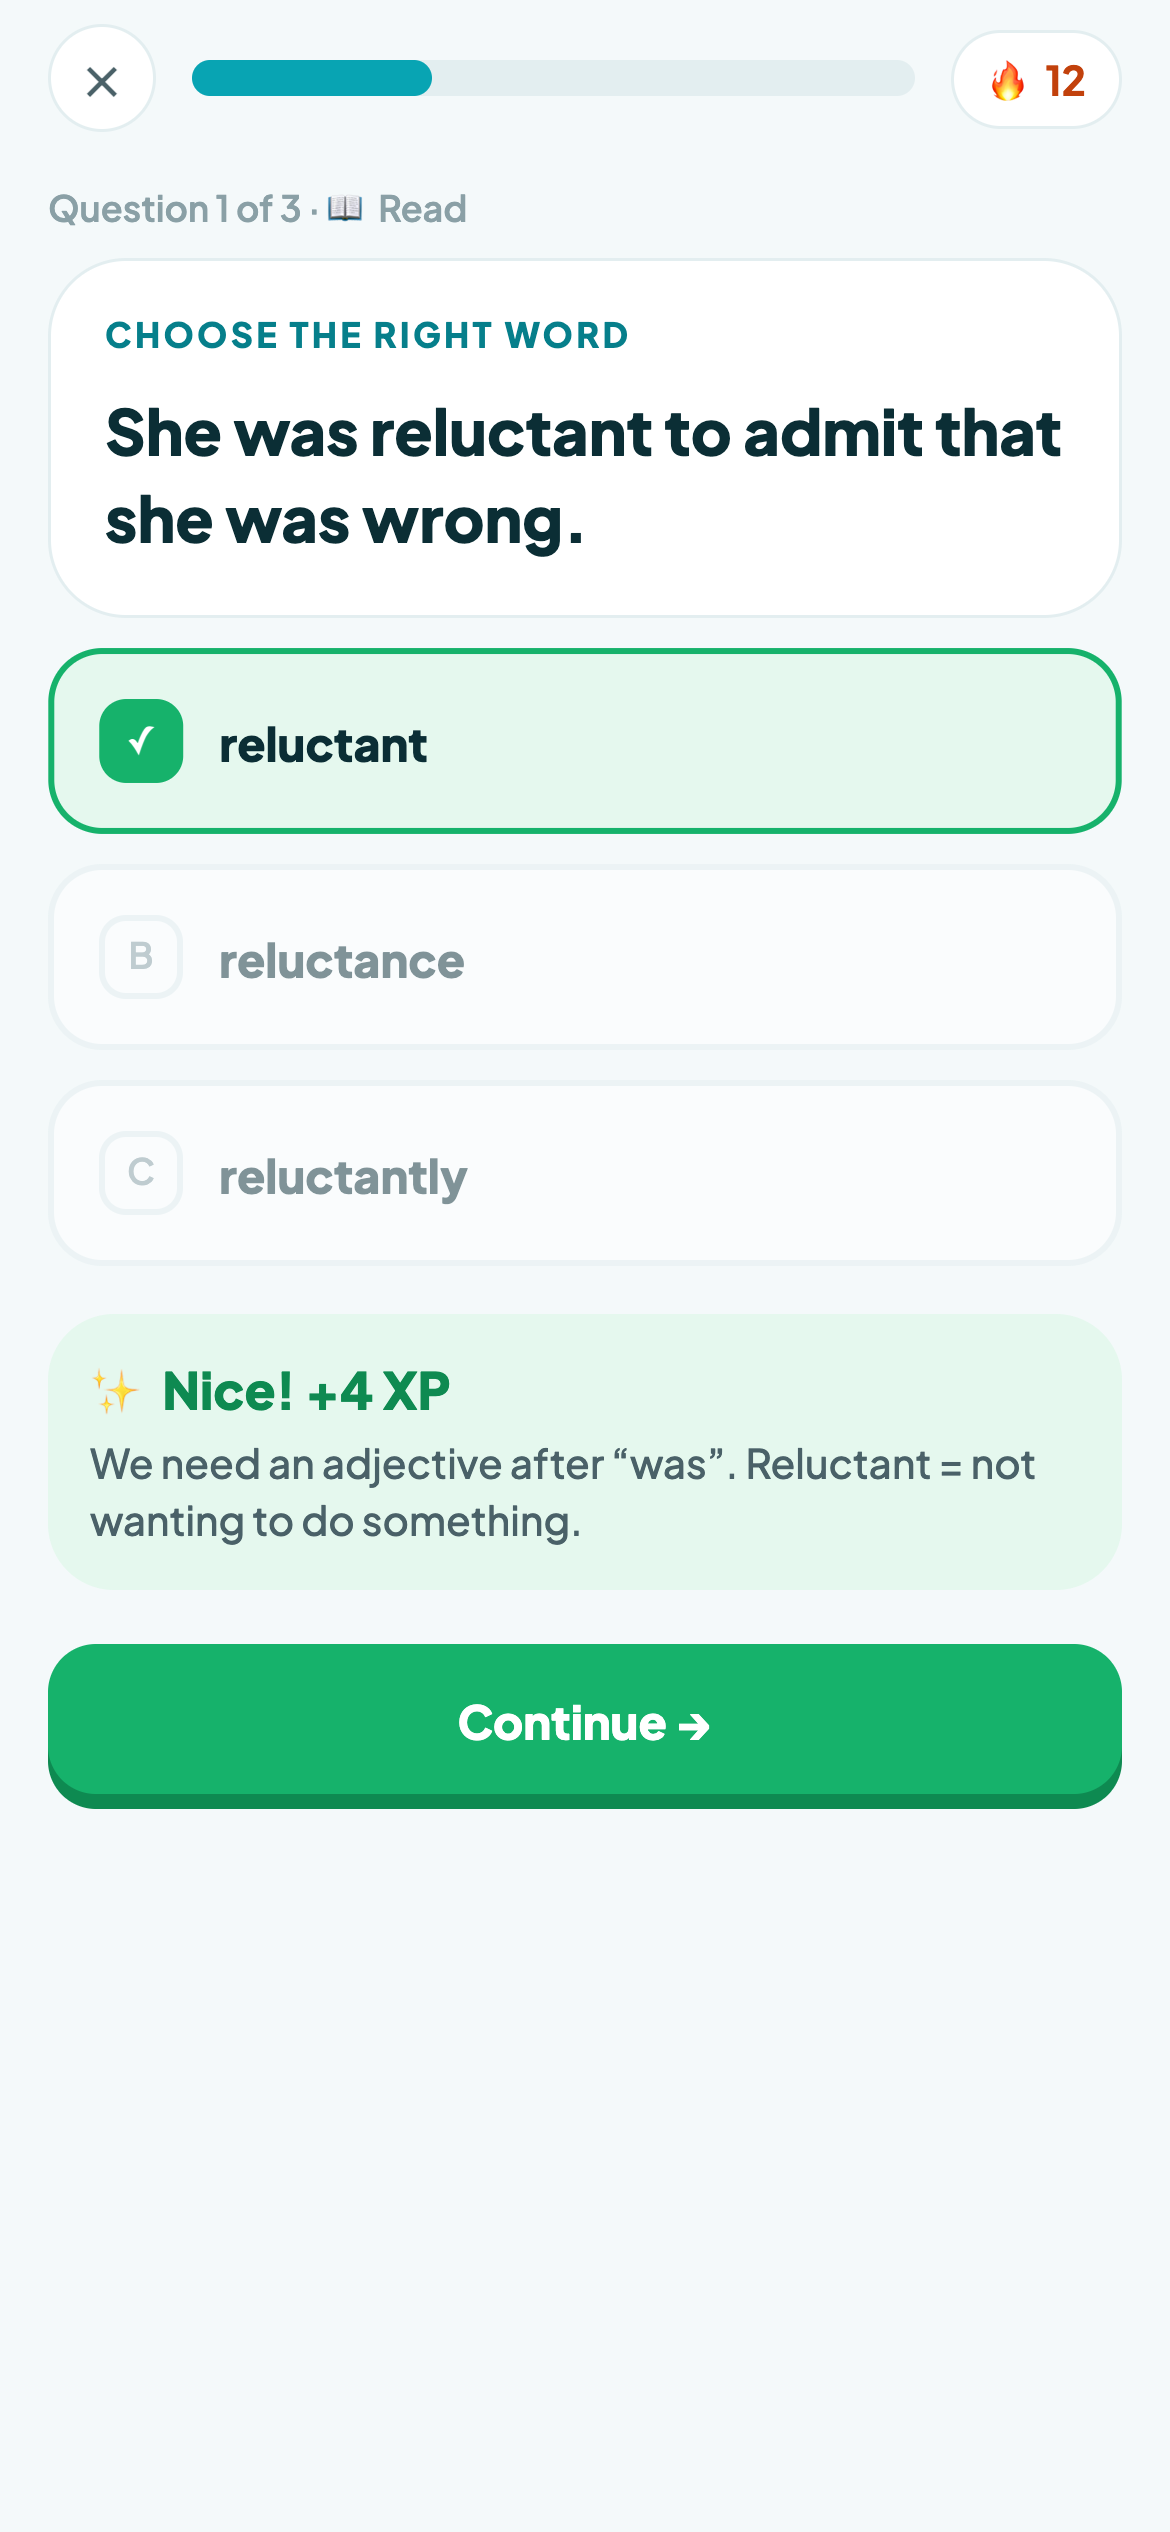 12
Question 1 of 3 · Read
CHOOSE THE RIGHT WORD
She was reluctant to admit that
she was wrong.
reluctant
B reluctance
C reluctantly
Nice! +4 XP
We need an adjective after “was”. Reluctant = not
wanting to do something.
Continue →